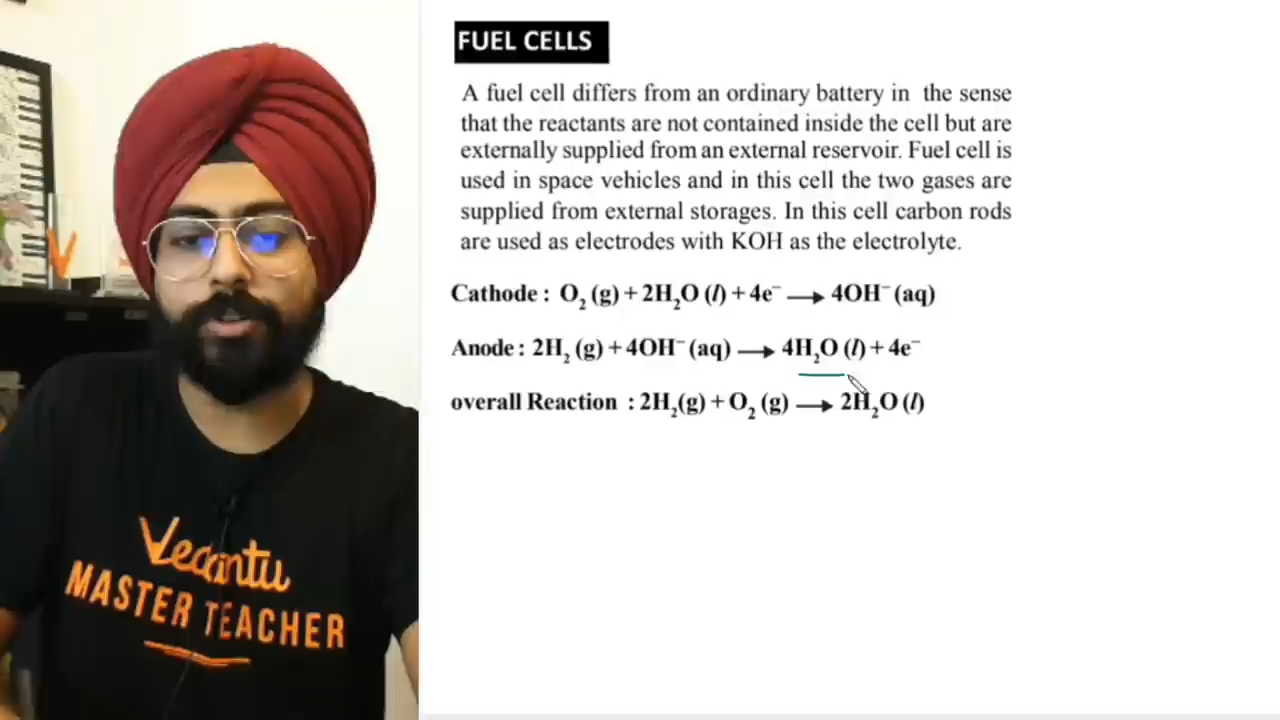 FUEL CELLS
A fuel cell differs from an ordinary battery in the sense
that the reactants are not contained inside the cell but are
externally supplied from an external reservoir. Fuel cell is
used in space vehicles and in this cell the two gases are
supplied from external storages. In this cell carbon rods
are used as electrodes with KOH as the electrolyte.
Cathode : O₂ (g) + 2H₂O (l) + 4e⁻ ⟶ 4OH⁻ (aq)
Anode : 2H₂ (g) + 4OH⁻ (aq) ⟶ 4H₂O (l) + 4e⁻
overall Reaction : 2H₂(g) + O₂ (g) ⟶ 2H₂O (l)
Vedantu
MASTER TEACHER